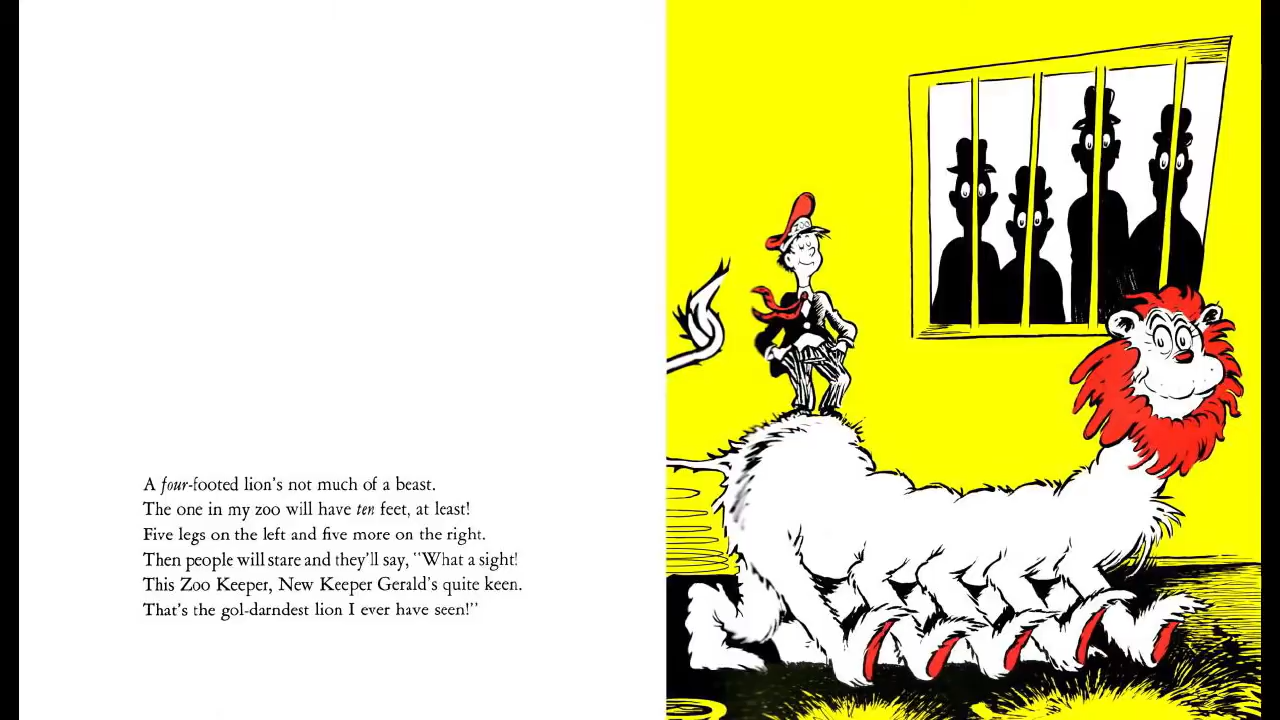 A four-footed lion's not much of a beast.
The one in my zoo will have ten feet, at least!
Five legs on the left and five more on the right.
Then people will stare and they'll say, "What a sight!
This Zoo Keeper, New Keeper Gerald's quite keen.
That's the gol-darndest lion I ever have seen!"